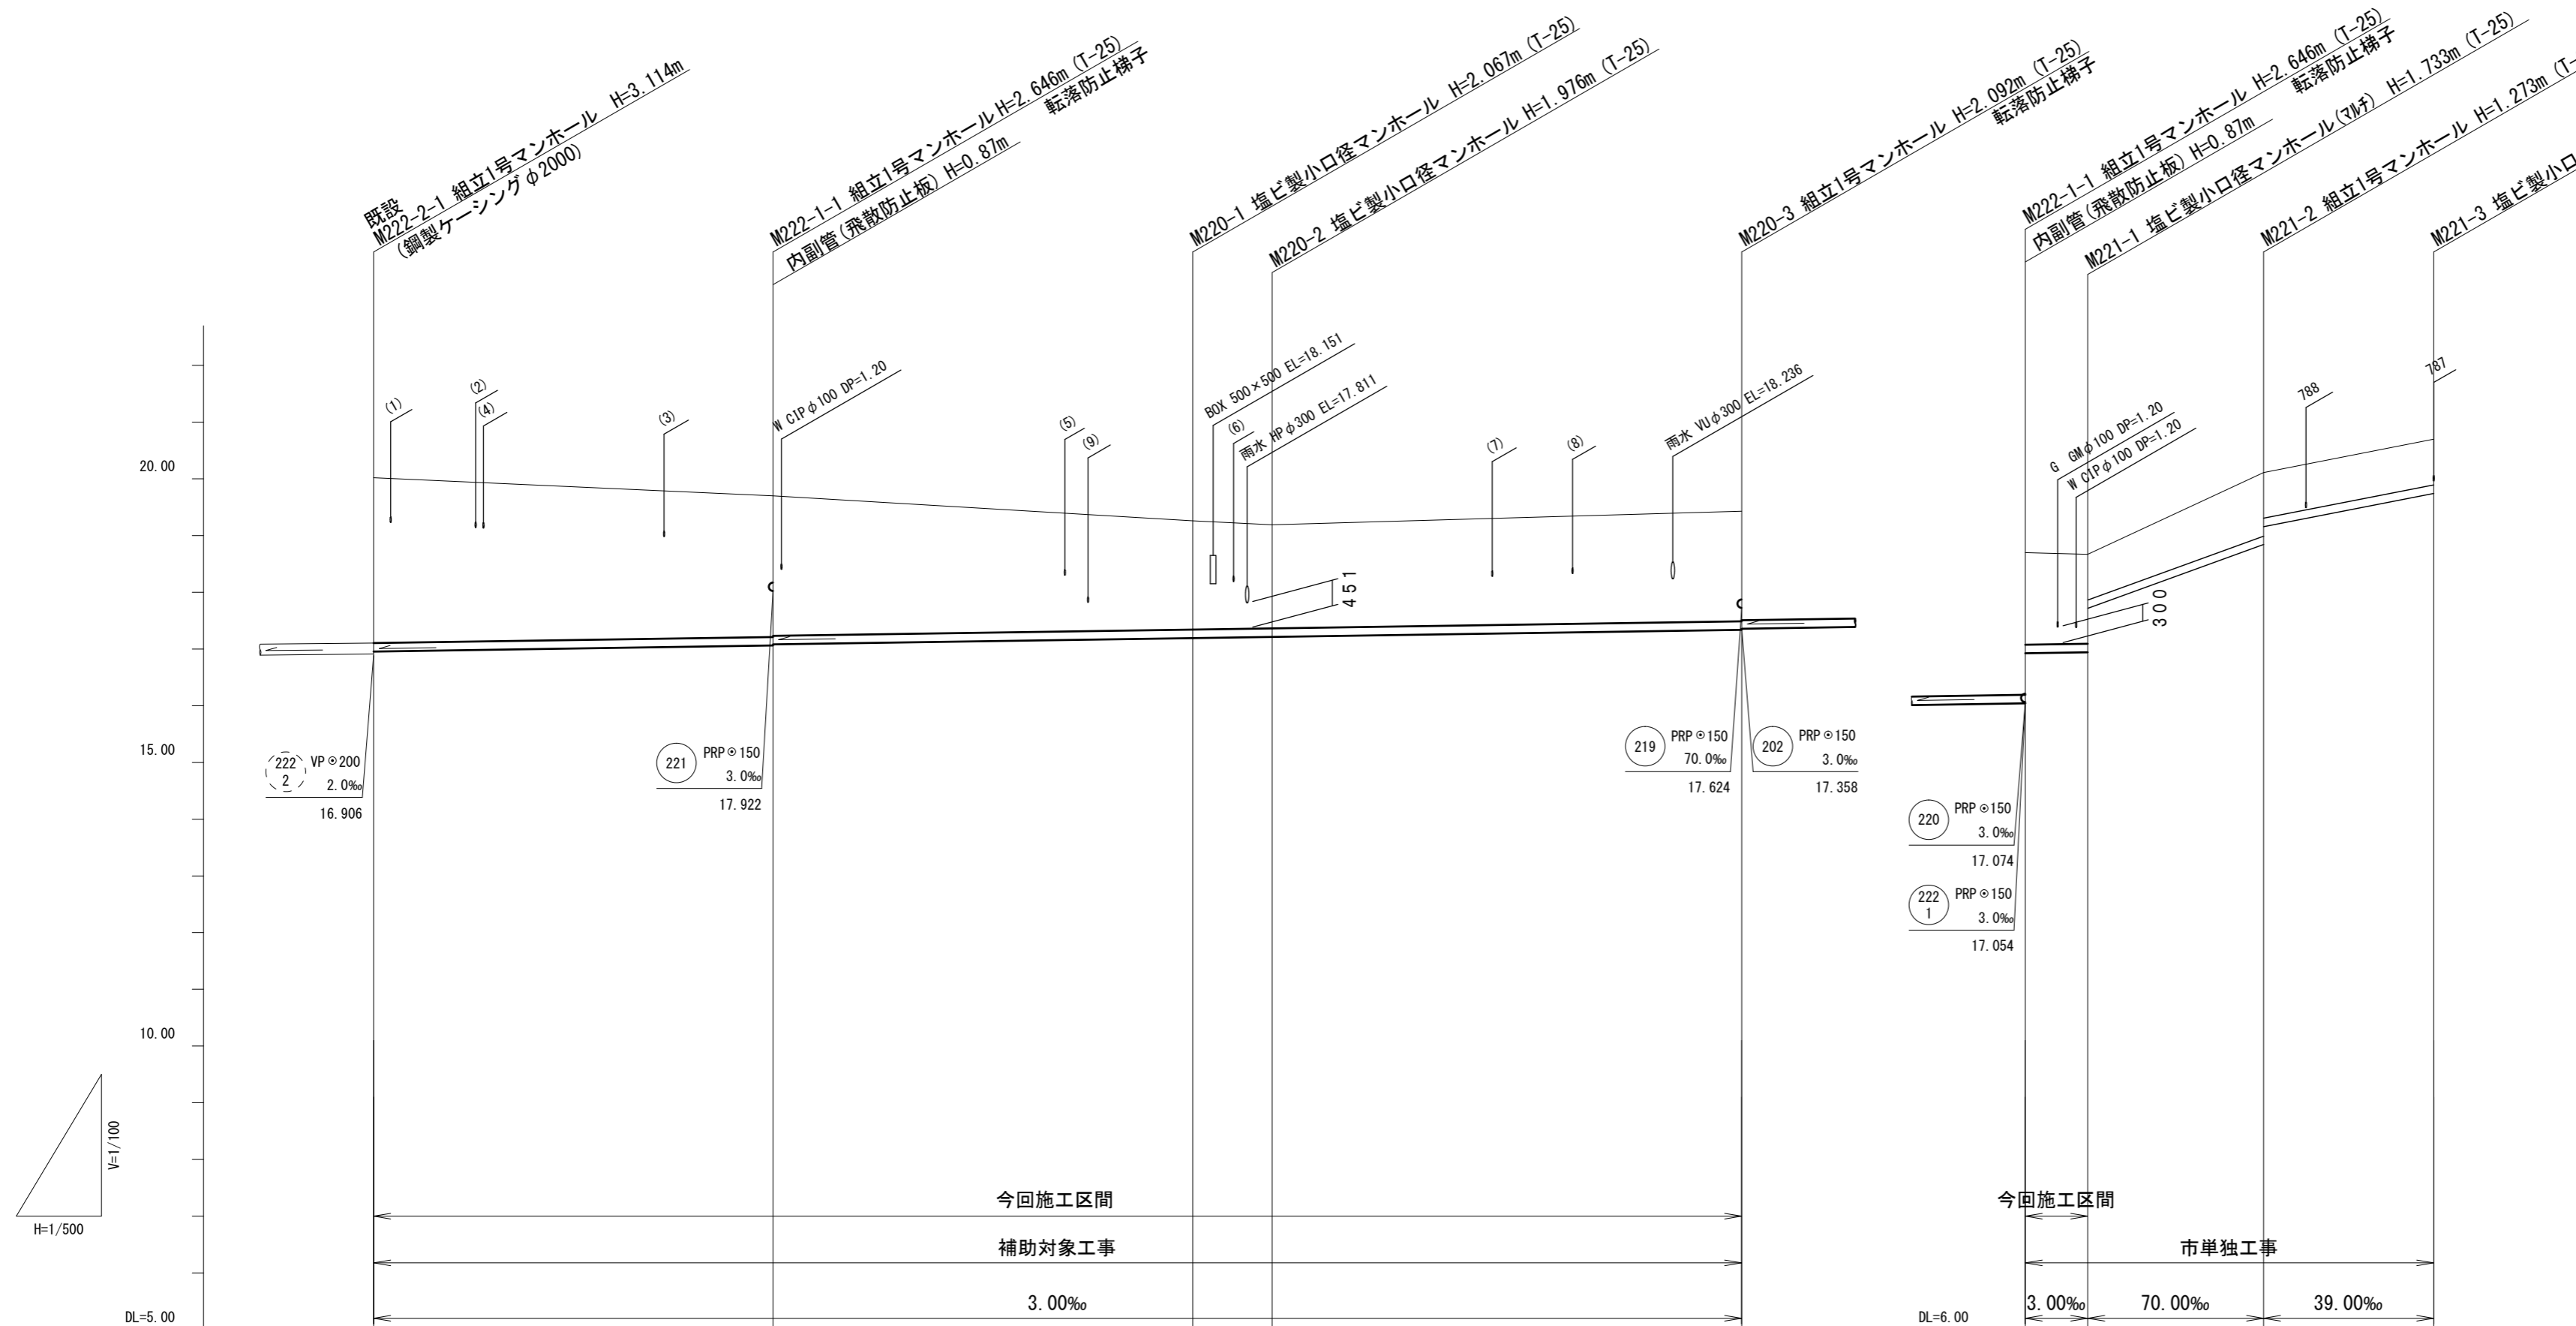 既設
M222-2-1 組立1号マンホール H=3.114m
(鋼製ケーシングφ2000)
M222-1-1 組立1号マンホール H=2.646m (T-25)
転落防止梯子
内副管(飛散防止板) H=0.87m
M220-1 塩ビ製小口径マンホール H=2.067m (T-25)
M220-2 塩ビ製小口径マンホール H=1.976m (T-25)
M220-3 組立1号マンホール H=2.092m (T-25)
転落防止梯子
M222-1-1 組立1号マンホール H=2.646m (T-25)
転落防止梯子
内副管(飛散防止板) H=0.87m
M221-1 塩ビ製小口径マンホール(マルチ) H=1.733m (T-25)
M221-2 組立1号マンホール H=1.273m (T-
M221-3 塩ビ製小口
(1)
(2)
(4)
(3)
W CIPφ100 DP=1.20
(5)
(9)
BOX 500×500 EL=18.151
(6)
雨水 HPφ300 EL=17.811
(7)
(8)
雨水 VUφ300 EL=18.236
G GMφ100 DP=1.20
W CIPφ100 DP=1.20
788
787
20.00
15.00
10.00
DL=5.00
451
300
222
2
VP⊙200
2.0‰
16.906
221
PRP⊙150
3.0‰
17.922
219
PRP⊙150
70.0‰
17.624
202
PRP⊙150
3.0‰
17.358
220
PRP⊙150
3.0‰
17.074
222
1
PRP⊙150
3.0‰
17.054
V=1/100
H=1/500
今回施工区間
補助対象工事
3.00‰
今回施工区間
市単独工事
DL=6.00
3.00‰
70.00‰
39.00‰